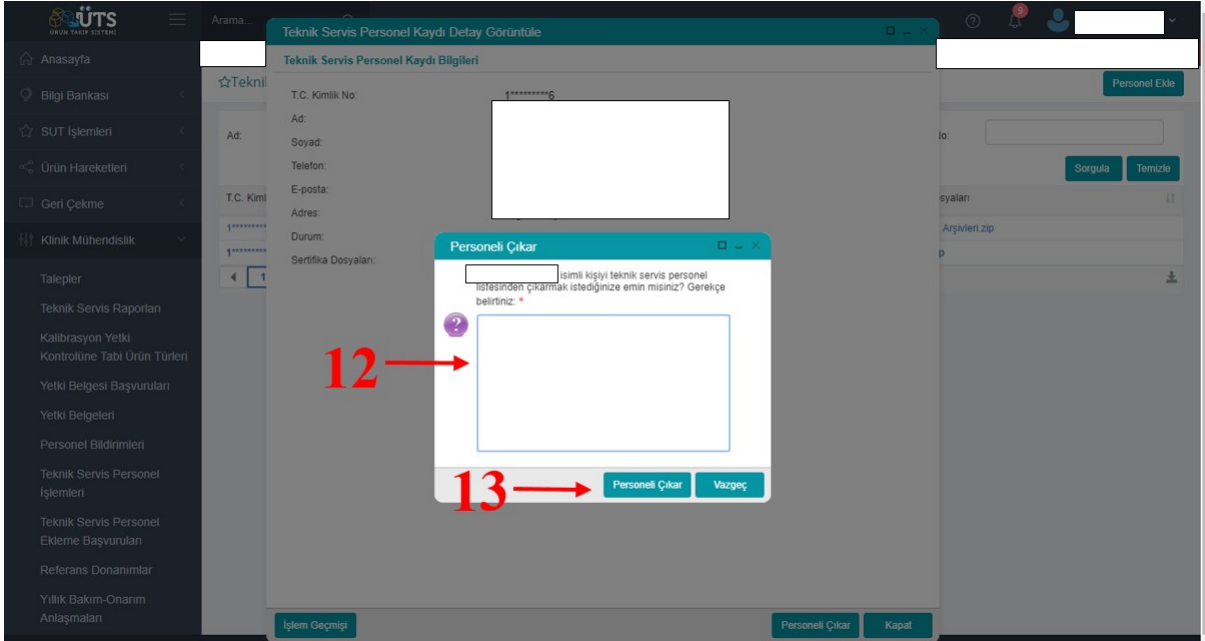 ÜTS
ÜRÜN TAKİP SİSTEMİ
Arama...
9
Anasayfa
Bilgi Bankası
SUT İşlemleri
Ürün Hareketleri
Geri Çekme
Klinik Mühendislik
Talepler
Teknik Servis Raporları
Kalibrasyon Yetki
Kontrolüne Tabi Ürün Türleri
Yetki Belgesi Başvuruları
Yetki Belgeleri
Personel Bildirimleri
Teknik Servis Personel
İşlemleri
Teknik Servis Personel
Ekleme Başvuruları
Referans Donanımlar
Yıllık Bakım-Onarım
Anlaşmaları
Personel Ekle
Ad:
Sorgula Temizle
1*********
1*********
1
Arşivleri.zip
Teknik Servis Personel Kaydı Detay Görüntüle
Teknik Servis Personel Kaydı Bilgileri
T.C. Kimlik No: 1*********6
Ad:
Soyad:
Telefon:
E-posta:
Adres:
Durum:
Sertifika Dosyaları:
Personeli Çıkar
isimli kişiyi teknik servis personel
listesinden çıkarmak istediğinize emin misiniz? Gerekçe
belirtiniz: *
12
13
Personeli Çıkar Vazgeç
İşlem Geçmişi Personeli Çıkar Kapat